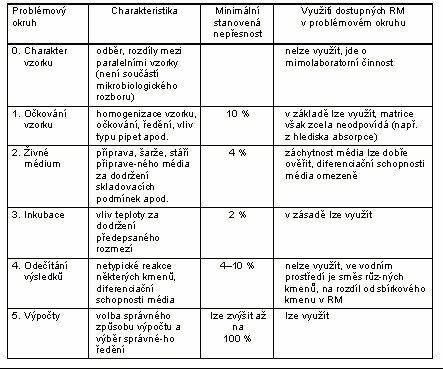 Problémový okruh
Charakteristika
Minimální stanovená nepřesnost
Využití dostupných RM v problémovém okruhu
0. Charakter vzorku
odběr, rozdíly mezi paralelními vzorky (není součástí mikrobiologického rozboru)
nelze využít, jde o mimolaboratorní činnost
1. Očkování vzorku
homogenizace vzorku, očkování, ředění, vliv typu pipet apod.
10 %
v základě lze využít, matrice však zcela neodpovídá (např. z hlediska absorpce)
2. Živné médium
příprava, šarže, stáří připrave-ného média za dodržení skladovacích podmínek apod.
4 %
záchytnost média lze dobře ověřit, diferenciační schopnosti média omezeně
3. Inkubace
vliv teploty za dodržení předepsaného rozmezí
2 %
v zásadě lze využít
4. Odečítání výsledků
netypické reakce některých kmenů, diferenciační schopnosti média
4–10 %
nelze využít, ve vodním prostředí je směs růz-ných kmenů, na rozdíl od sbírkového kmenu v RM
5. Výpočty
volba správného způsobu výpočtu a výběr správné-ho ředění
lze zvýšit až na 100 %
lze využít